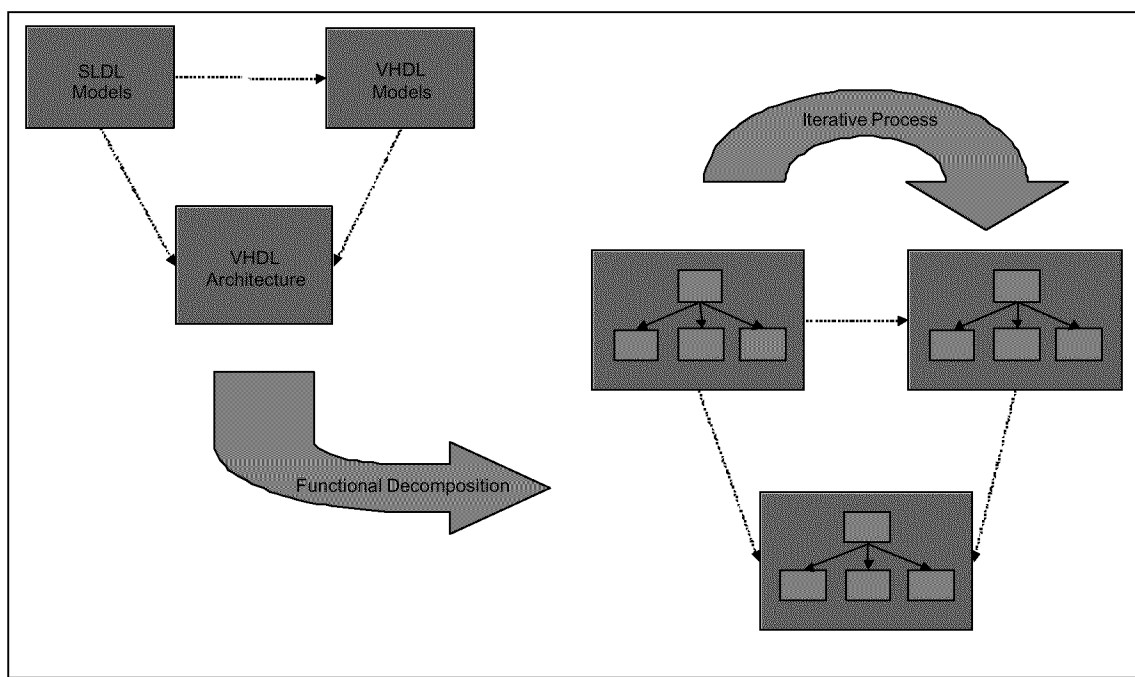 SLDL
Models
VHDL
Models
VHDL
Architecture
Iterative Process
Functional Decomposition